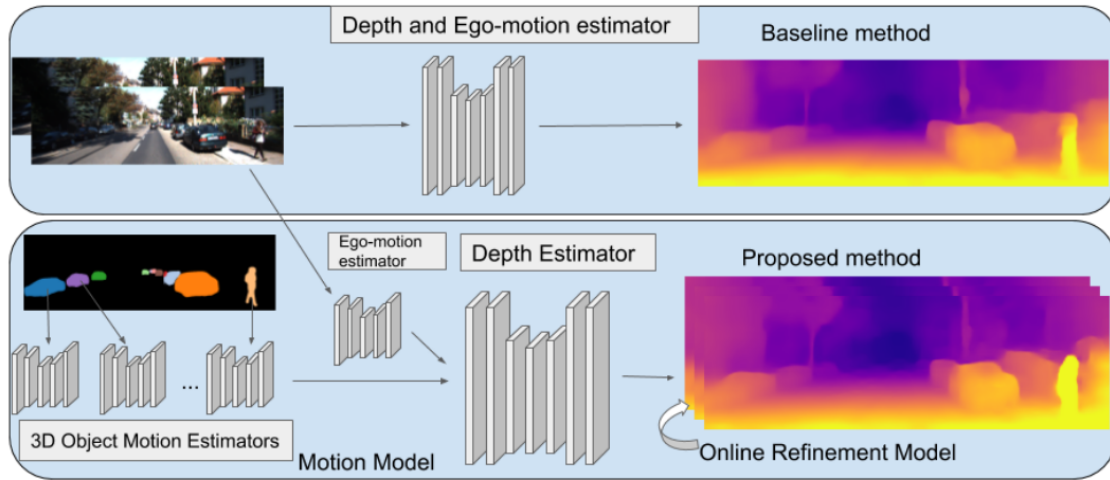 Depth and Ego-motion estimator
Baseline method
Ego-motion
estimator
Depth Estimator
Proposed method
...
3D Object Motion Estimators
Motion Model
Online Refinement Model